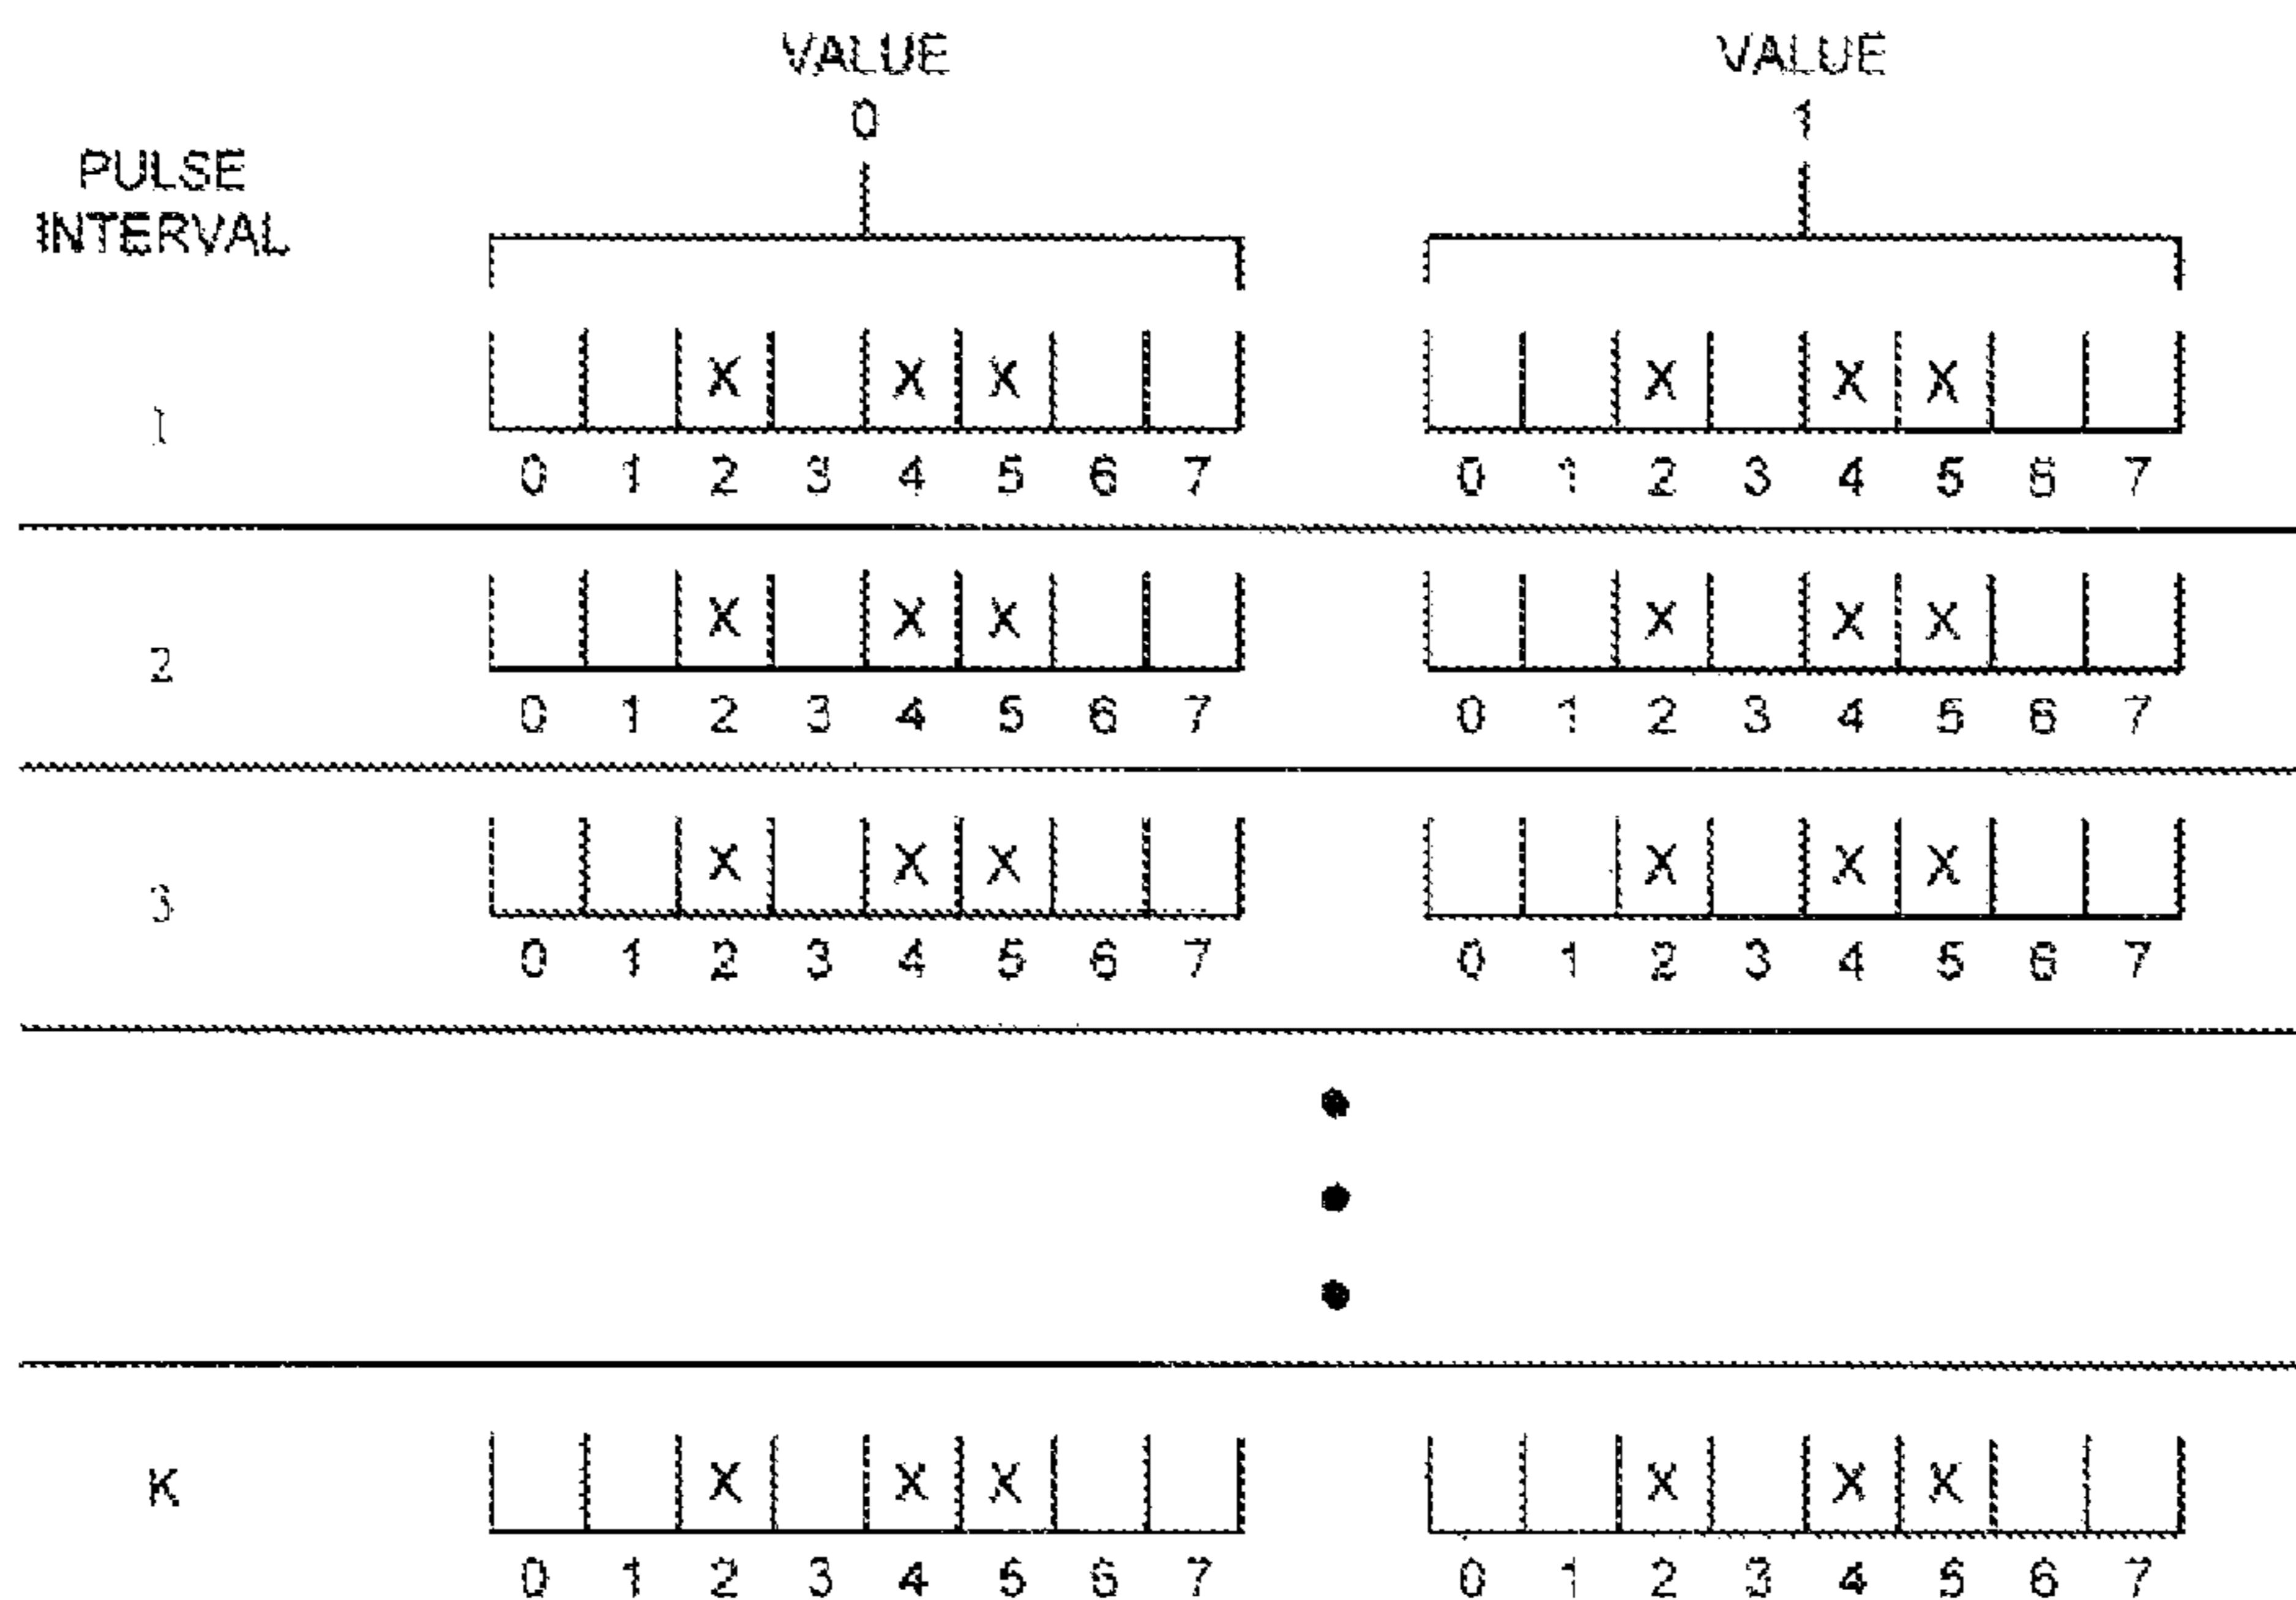 VALUE VALUE
0 1
PULSE
INTERVAL
X X X X X X
1
0 1 2 3 4 5 6 7 0 1 2 3 4 5 6 7
X X X X X X
2
0 1 2 3 4 5 6 7 0 1 2 3 4 5 6 7
X X X X X X
3
0 1 2 3 4 5 6 7 0 1 2 3 4 5 6 7
X X X X X X
K
0 1 2 3 4 5 6 7 0 1 2 3 4 5 6 7